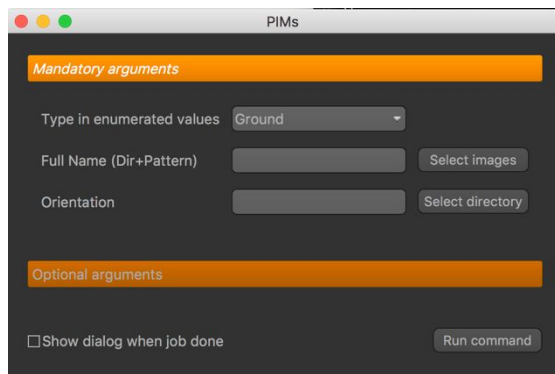 PIMs
Mandatory arguments
Type in enumerated values Ground
Full Name (Dir+Pattern) Select images
Orientation Select directory
Optional arguments
Show dialog when job done Run command